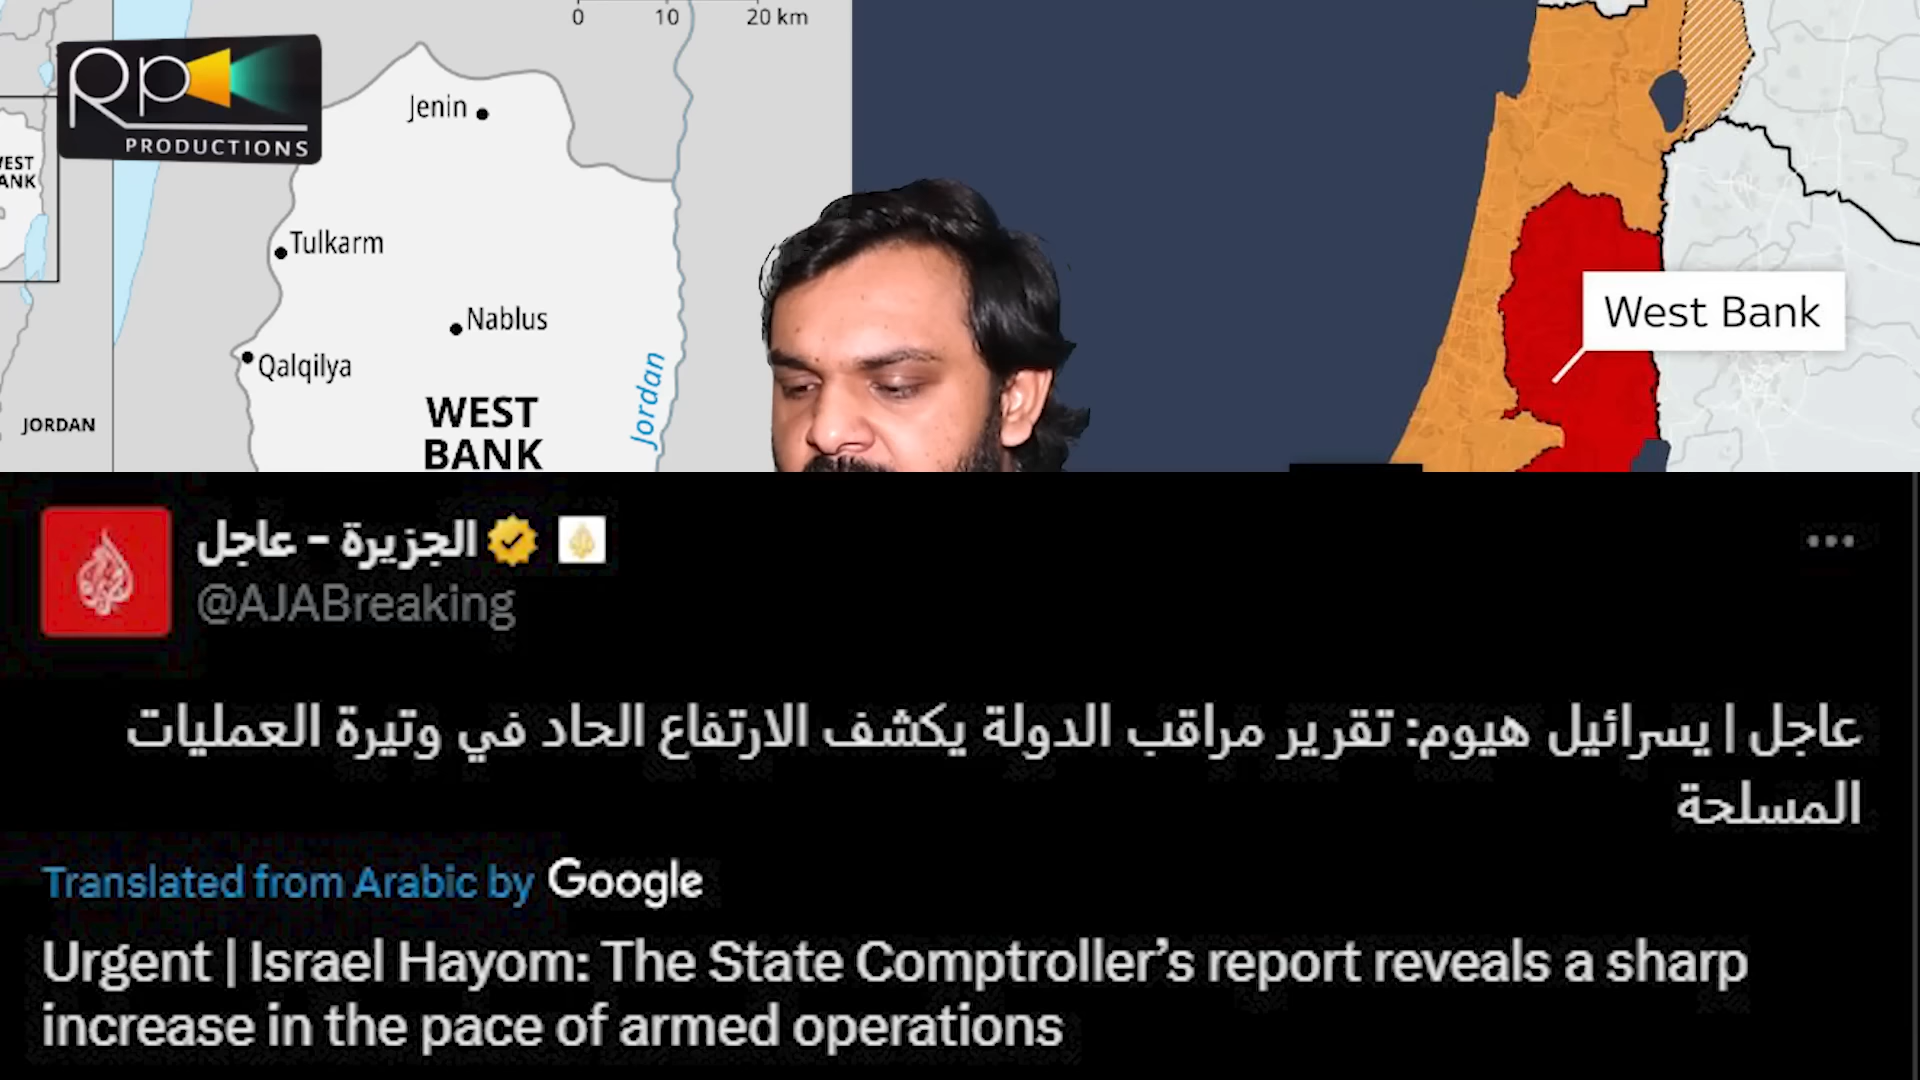 0 10 20 km
Rp
PRODUCTIONS
Jenin
Tulkarm
Nablus
Qalqilya
WEST
BANK
Jordan
JORDAN
West Bank
الجزيرة - عاجل
@AJABreaking
عاجل | يسرائيل هيوم: تقرير مراقب الدولة يكشف الارتفاع الحاد في وتيرة العمليات
المسلحة
Translated from Arabic by Google
Urgent | Israel Hayom: The State Comptroller’s report reveals a sharp
increase in the pace of armed operations